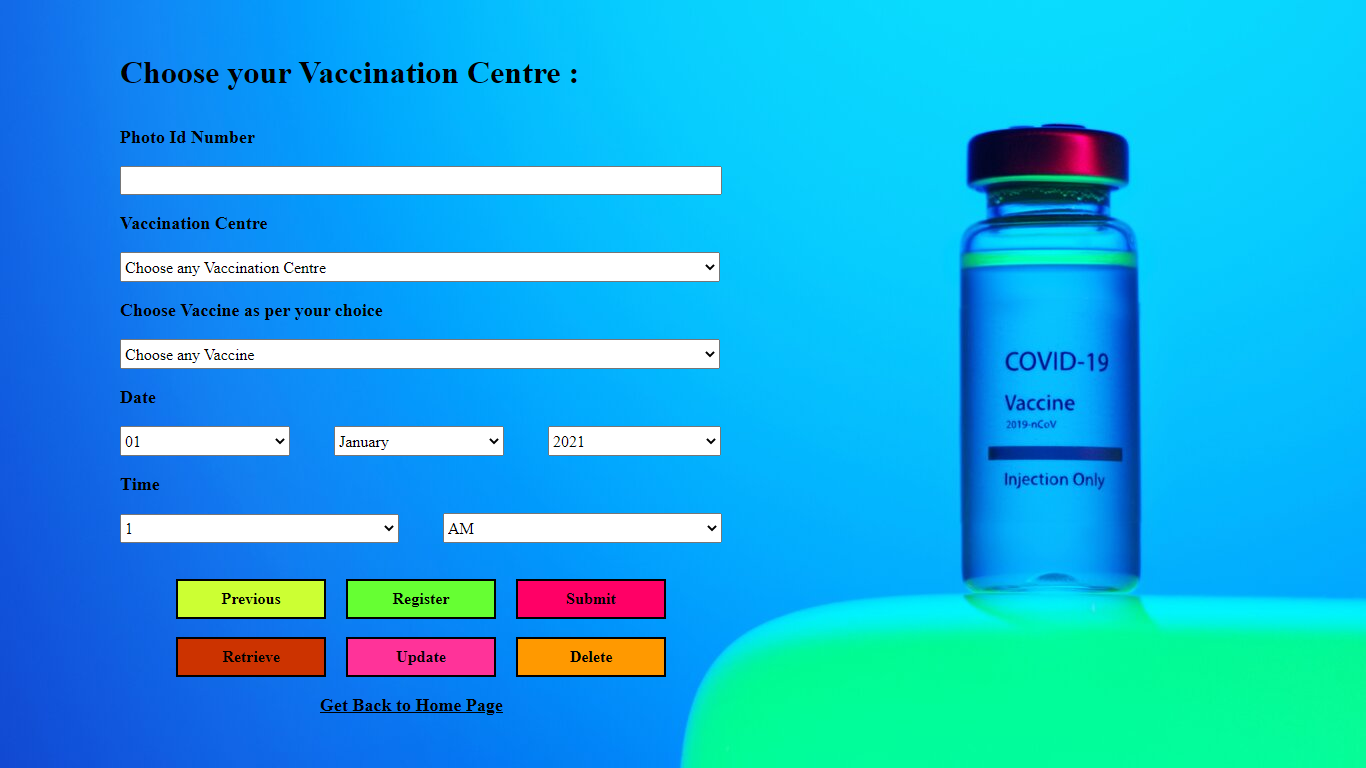 Choose your Vaccination Centre :
Photo Id Number
Vaccination Centre
Choose any Vaccination Centre
Choose Vaccine as per your choice
Choose any Vaccine
Date
01 January 2021
Time
1 AM
Previous Register Submit
Retrieve Update Delete
Get Back to Home Page
COVID-19
Vaccine
2019-nCoV
Injection Only